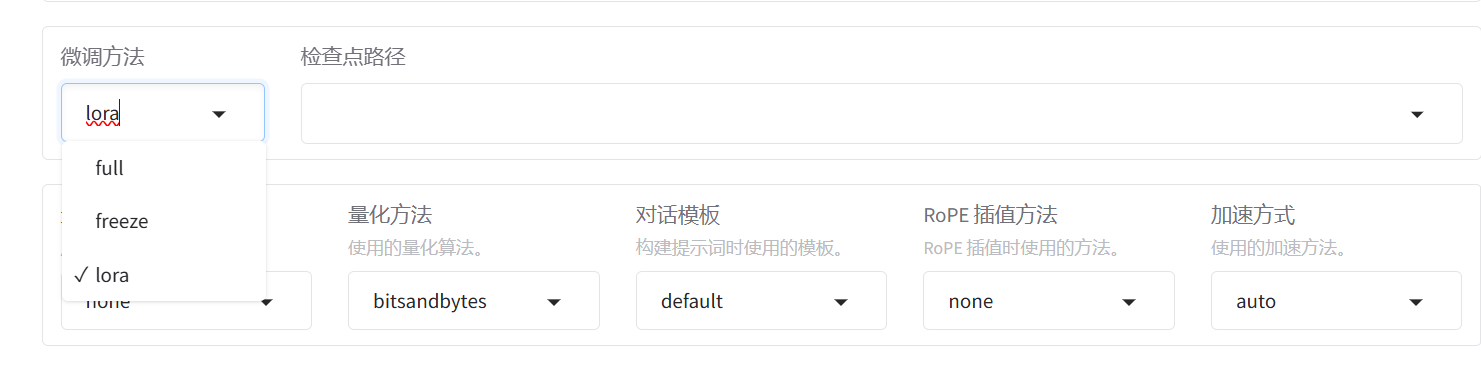 微调方法
检查点路径
lora
full
freeze
✓ lora
none
量化方法
使用的量化算法。
bitsandbytes
对话模板
构建提示词时使用的模板。
default
RoPE 插值方法
RoPE 插值时使用的方法。
none
加速方式
使用的加速方法。
auto